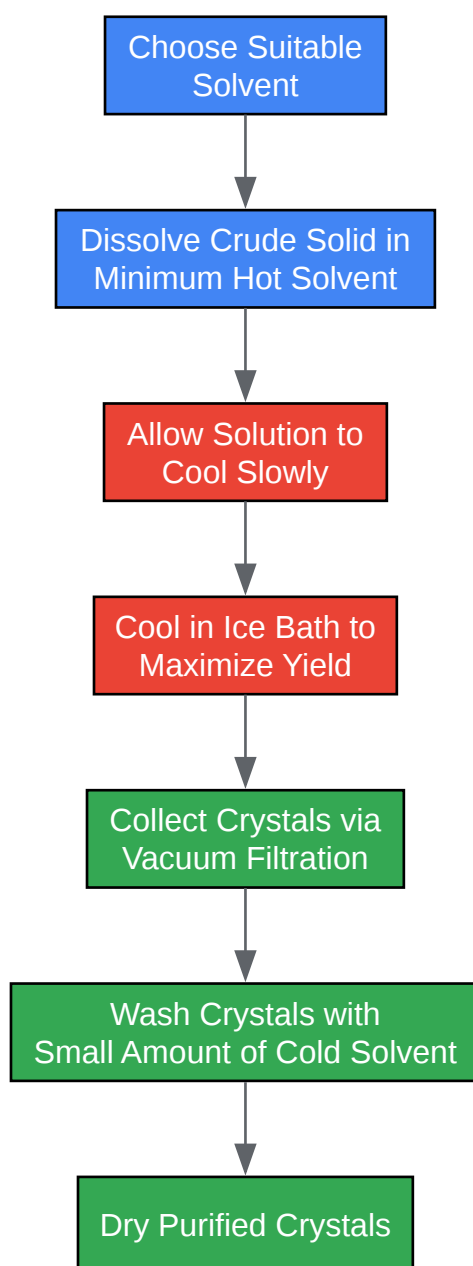 Choose Suitable
Solvent
Dissolve Crude Solid in
Minimum Hot Solvent
Allow Solution to
Cool Slowly
Cool in Ice Bath to
Maximize Yield
Collect Crystals via
Vacuum Filtration
Wash Crystals with
Small Amount of Cold Solvent
Dry Purified Crystals